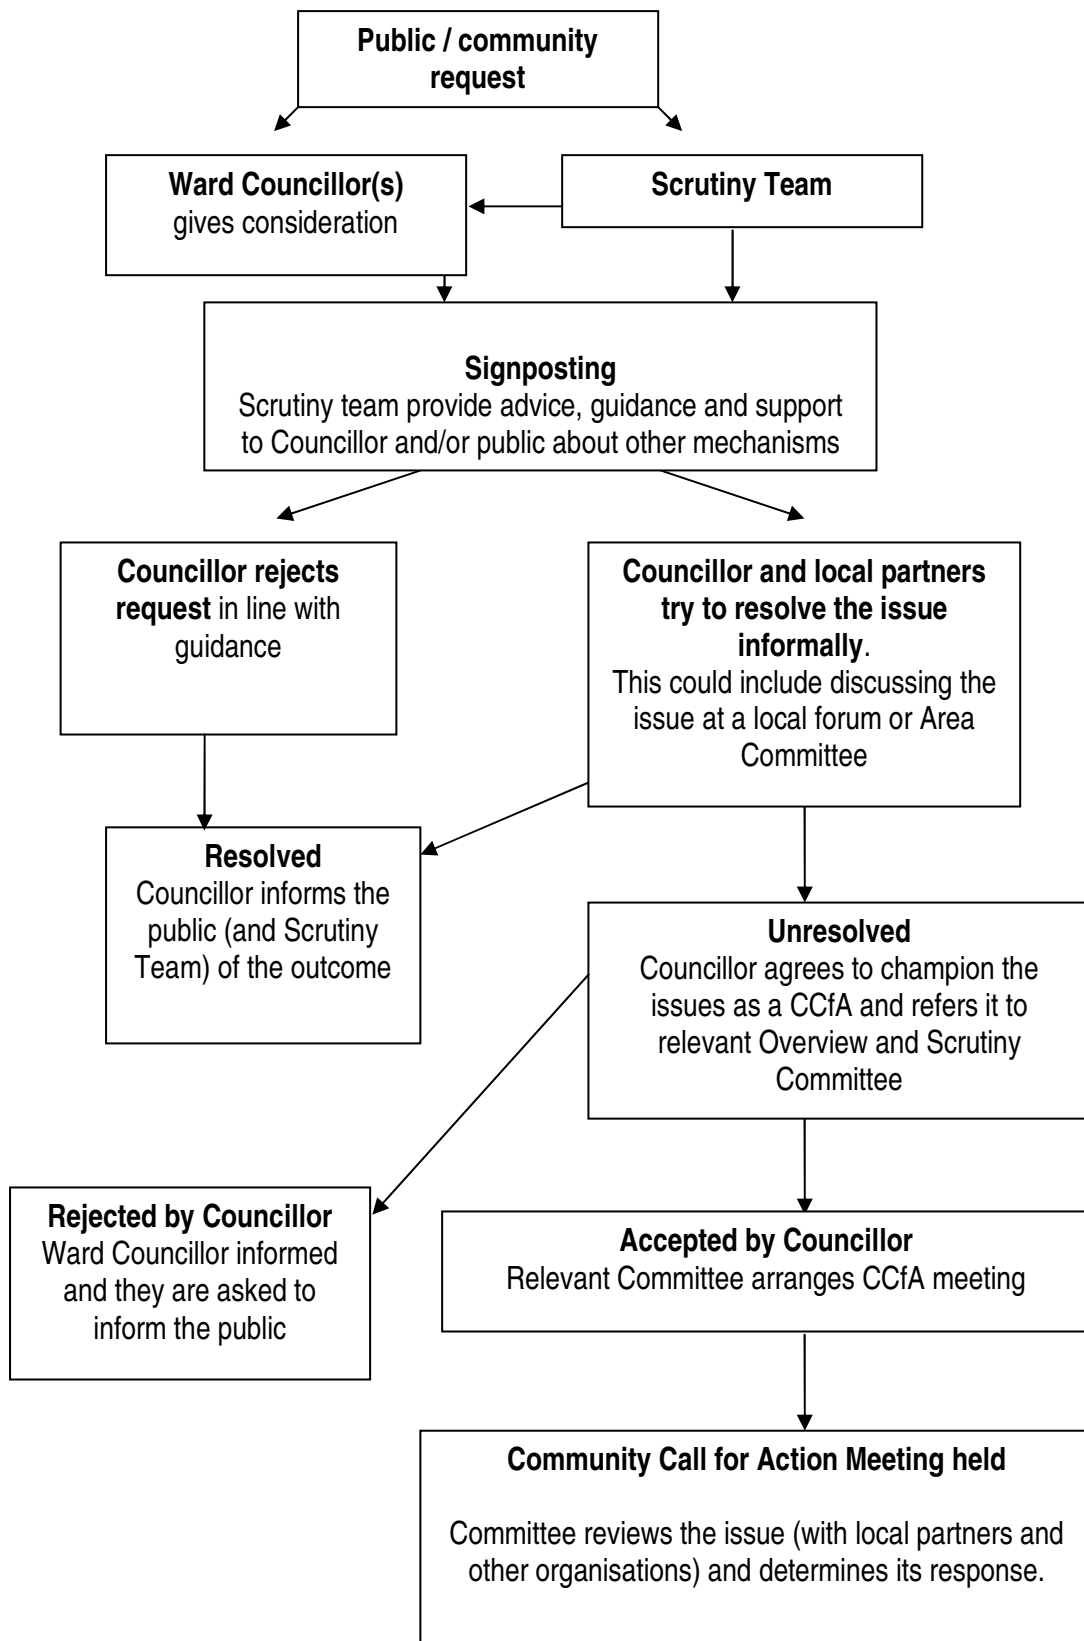 Public / community
request
Ward Councillor(s)
gives consideration
Scrutiny Team
Signposting
Scrutiny team provide advice, guidance and support
to Councillor and/or public about other mechanisms
Councillor rejects
request in line with
guidance
Councillor and local partners
try to resolve the issue
informally.
This could include discussing the
issue at a local forum or Area
Committee
Resolved
Councillor informs the
public (and Scrutiny
Team) of the outcome
Unresolved
Councillor agrees to champion the
issues as a CCfA and refers it to
relevant Overview and Scrutiny
Committee
Rejected by Councillor
Ward Councillor informed
and they are asked to
inform the public
Accepted by Councillor
Relevant Committee arranges CCfA meeting
Community Call for Action Meeting held
Committee reviews the issue (with local partners and
other organisations) and determines its response.